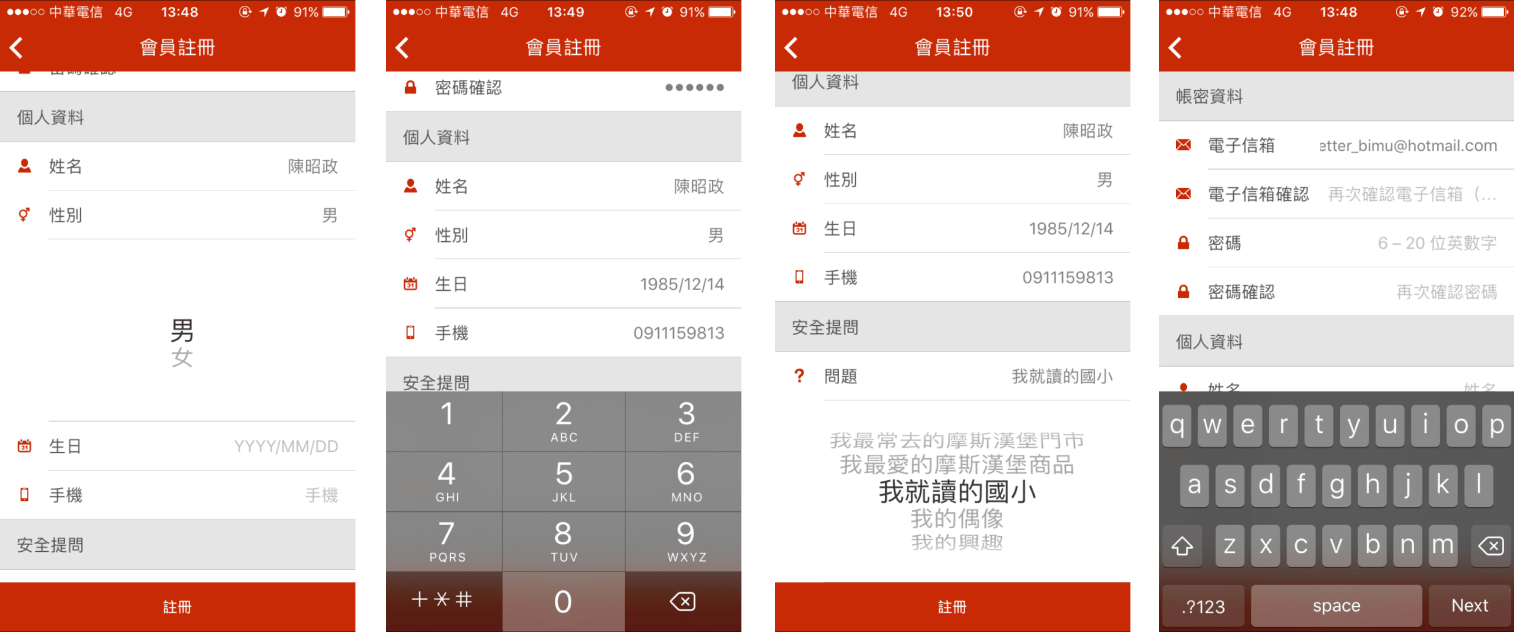 中華電信 4G 13:48 91%
會員註冊
個人資料
姓名 陳昭政
性別 男
男
女
生日 YYYY/MM/DD
手機 手機
安全提問
註冊
中華電信 4G 13:49 91%
會員註冊
密碼確認 ●●●●●●
個人資料
姓名 陳昭政
性別 男
生日 1985/12/14
手機 0911159813
安全提問
1 2 3
ABC DEF
4 5 6
GHI JKL MNO
7 8 9
PQRS TUV WXYZ
+*# 0
中華電信 4G 13:50 91%
會員註冊
個人資料
姓名 陳昭政
性別 男
生日 1985/12/14
手機 0911159813
安全提問
? 問題 我就讀的國小
我最常去的摩斯漢堡門市
我最愛的摩斯漢堡商品
我就讀的國小
我的偶像
我的興趣
註冊
中華電信 4G 13:48 92%
會員註冊
帳密資料
電子信箱 etter_bimu@hotmail.com
電子信箱確認 再次確認電子信箱（...
密碼 6 – 20 位英數字
密碼確認 再次確認密碼
個人資料
姓名 姓名
q w e r t y u i o p
a s d f g h j k l
z x c v b n m
.?123 space Next